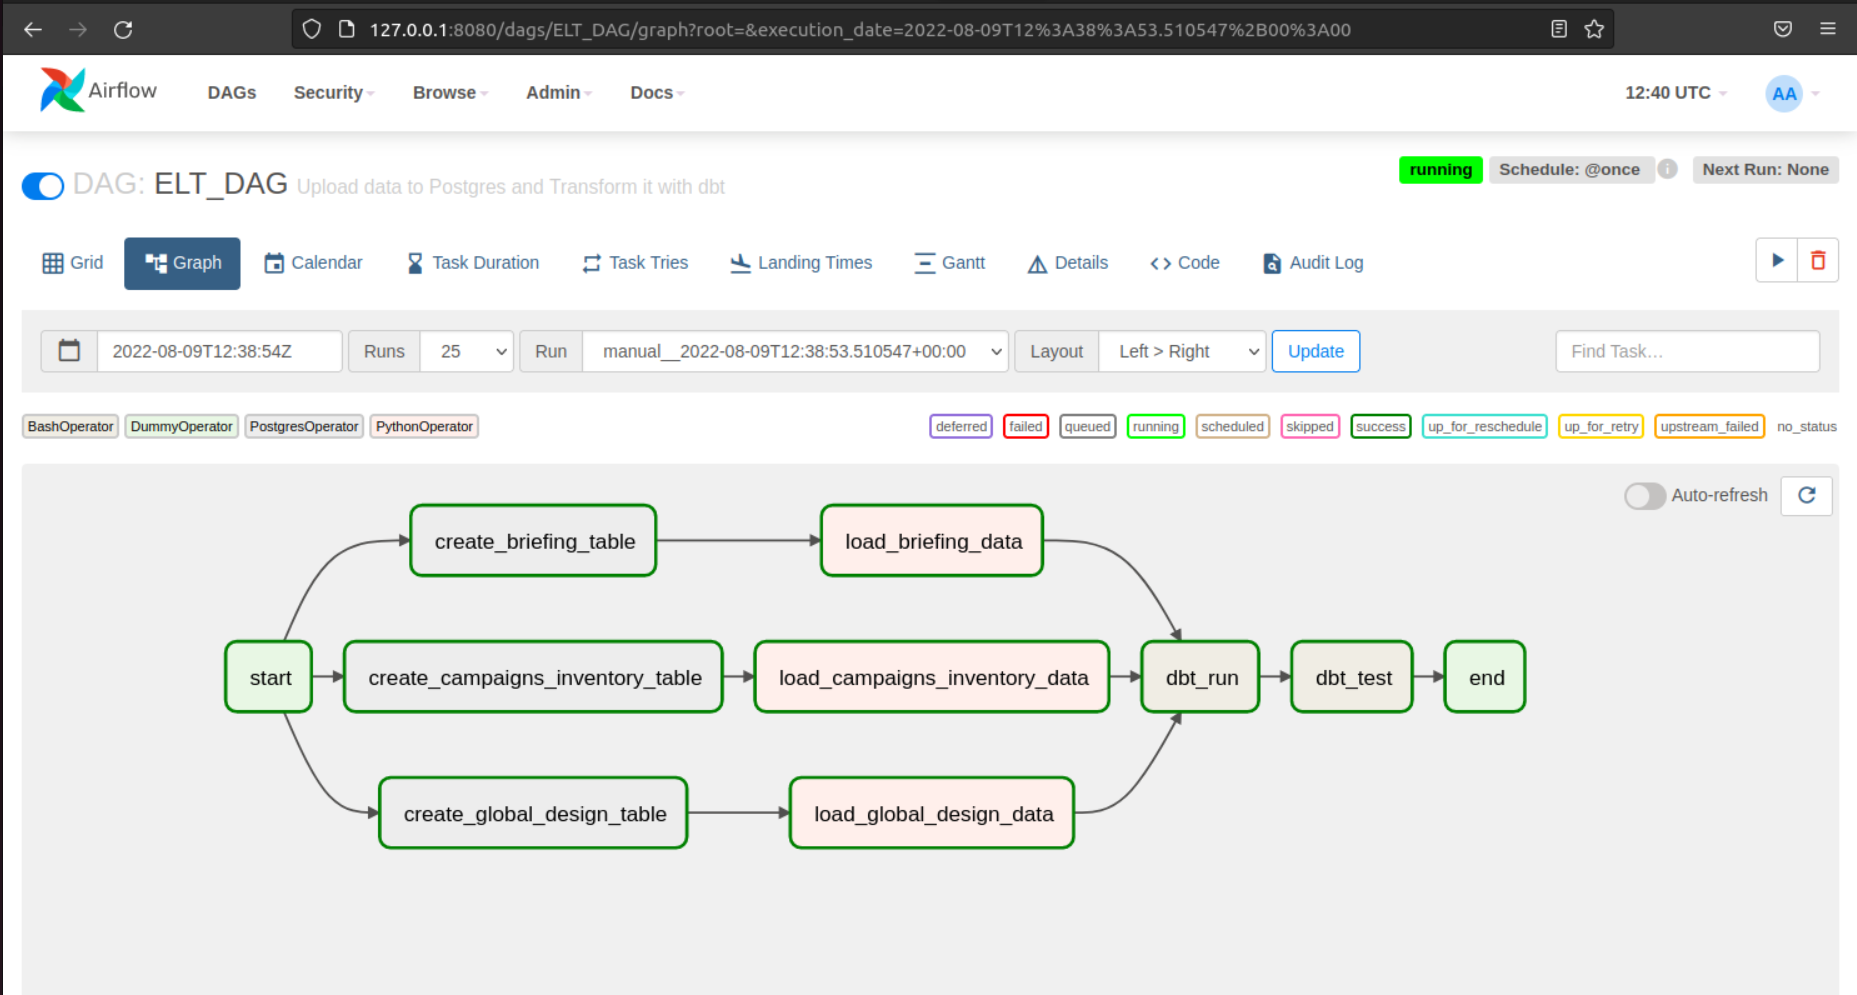 127.0.0.1:8080/dags/ELT_DAG/graph?root=&execution_date=2022-08-09T12%3A38%3A53.510547%2B00%3A00
Airflow DAGs Security Browse Admin Docs 12:40 UTC AA
running Schedule: @once i Next Run: None
DAG: ELT_DAG Upload data to Postgres and Transform it with dbt
Grid Graph Calendar Task Duration Task Tries Landing Times Gantt Details Code Audit Log
2022-08-09T12:38:54Z Runs 25 Run manual__2022-08-09T12:38:53.510547+00:00 Layout Left > Right Update Find Task...
BashOperator DummyOperator PostgresOperator PythonOperator deferred failed queued running scheduled skipped success up_for_reschedule up_for_retry upstream_failed no_status
Auto-refresh
create_briefing_table load_briefing_data
start create_campaigns_inventory_table load_campaigns_inventory_data dbt_run dbt_test end
create_global_design_table load_global_design_data